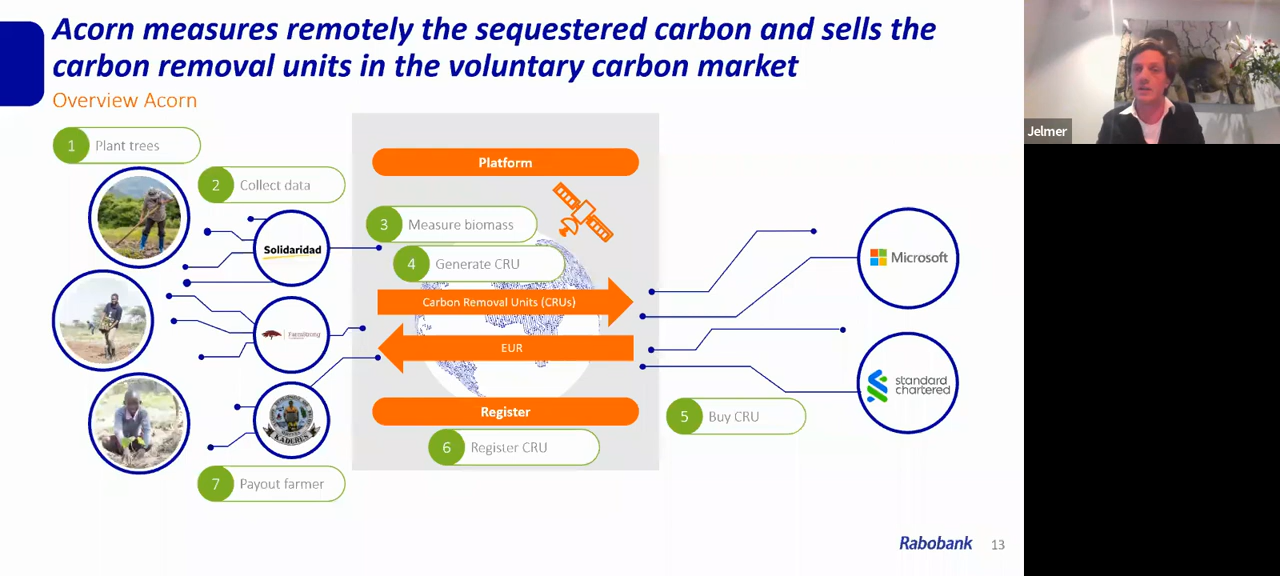 Acorn measures remotely the sequestered carbon and sells the
carbon removal units in the voluntary carbon market
Overview Acorn
1 Plant trees
2 Collect data
Solidaridad
KADERES
7 Payout farmer
Platform
3 Measure biomass
4 Generate CRU
Carbon Removal Units (CRUs)
EUR
Register
6 Register CRU
5 Buy CRU
Microsoft
standard
chartered
Rabobank 13
Jelmer